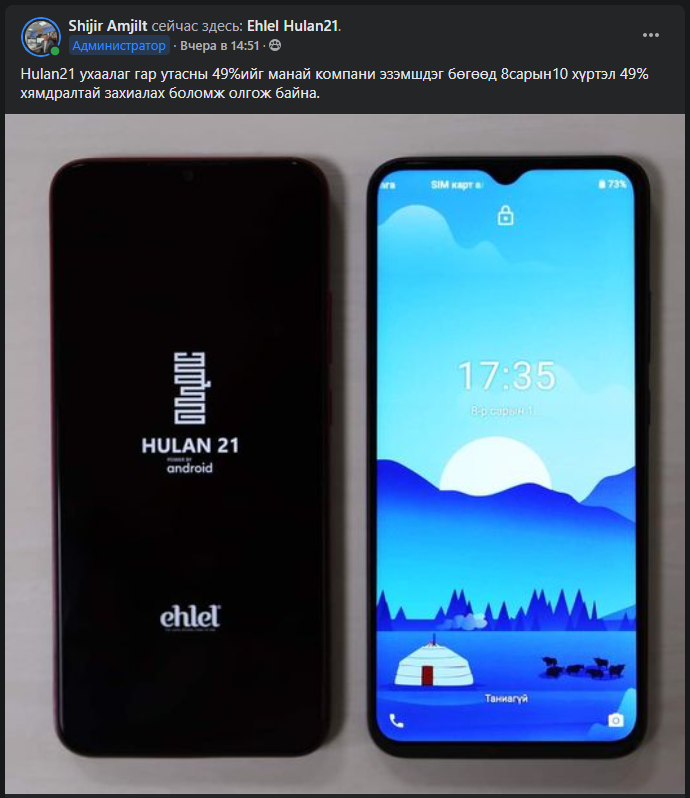 Shijir Amjilt сейчас здесь: Ehlel Hulan21.
Администратор · Вчера в 14:51 ·
Hulan21 ухаалаг гар утасны 49%ийг манай компани эзэмшдэг бөгөөд 8сарын10 хүртэл 49%
хямдралтай захиалах боломж олгож байна.
SIM карт
73%
17:35
8-р сарын 1...
HULAN 21
POWERED BY
android
ehlel
Таниагүй